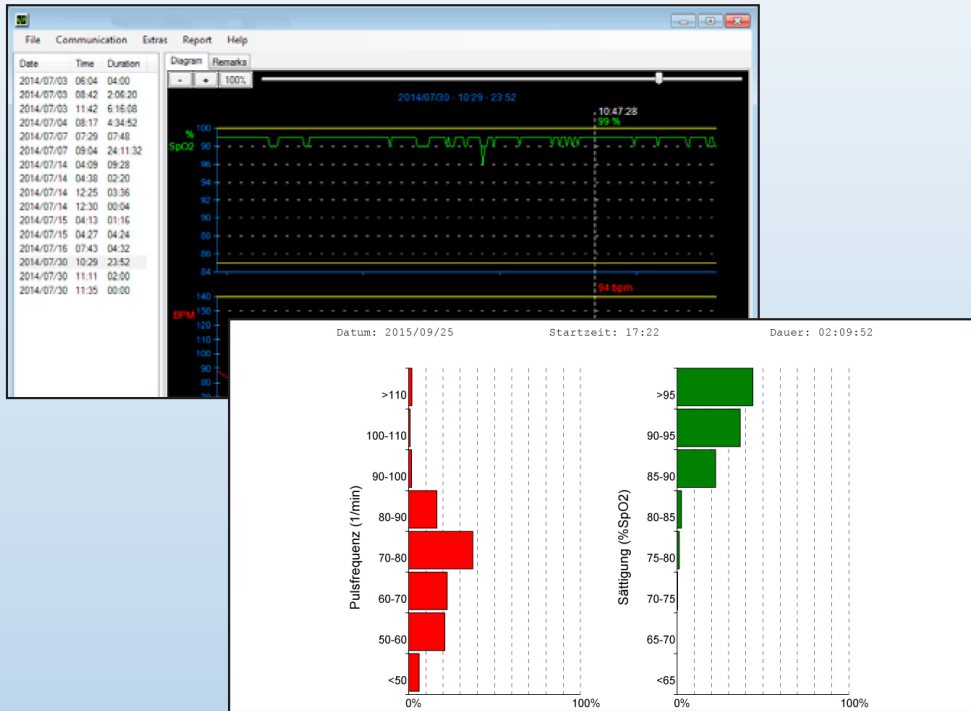 File Communication Extras Report Help
Date Time Duration
2014/07/03 06:04 04:00
2014/07/03 08:42 2:06:20
2014/07/03 11:42 6:16:08
2014/07/04 08:17 4:34:52
2014/07/07 07:29 07:48
2014/07/07 09:04 24:11:32
2014/07/14 04:09 09:28
2014/07/14 04:38 02:20
2014/07/14 12:25 03:36
2014/07/14 12:30 00:04
2014/07/15 04:13 01:16
2014/07/15 04:27 04:24
2014/07/16 07:43 04:32
2014/07/30 10:29 23:52
2014/07/30 11:11 02:00
2014/07/30 11:35 00:00
Diagram Remarks
- + 100%
2014/07/30 - 10:29 - 23:52
10:47:28
99 %
%
SpO2
100
98
96
94
92
90
88
86
84
94 bpm
BPM
140
130
120
110
100
90
80
70
Datum: 2015/09/25 Startzeit: 17:22 Dauer: 02:09:52
Pulsfrequenz (1/min)
>110
100-110
90-100
80-90
70-80
60-70
50-60
<50
0% 100%
Sättigung (%SpO2)
>95
90-95
85-90
80-85
75-80
70-75
65-70
<65
0% 100%